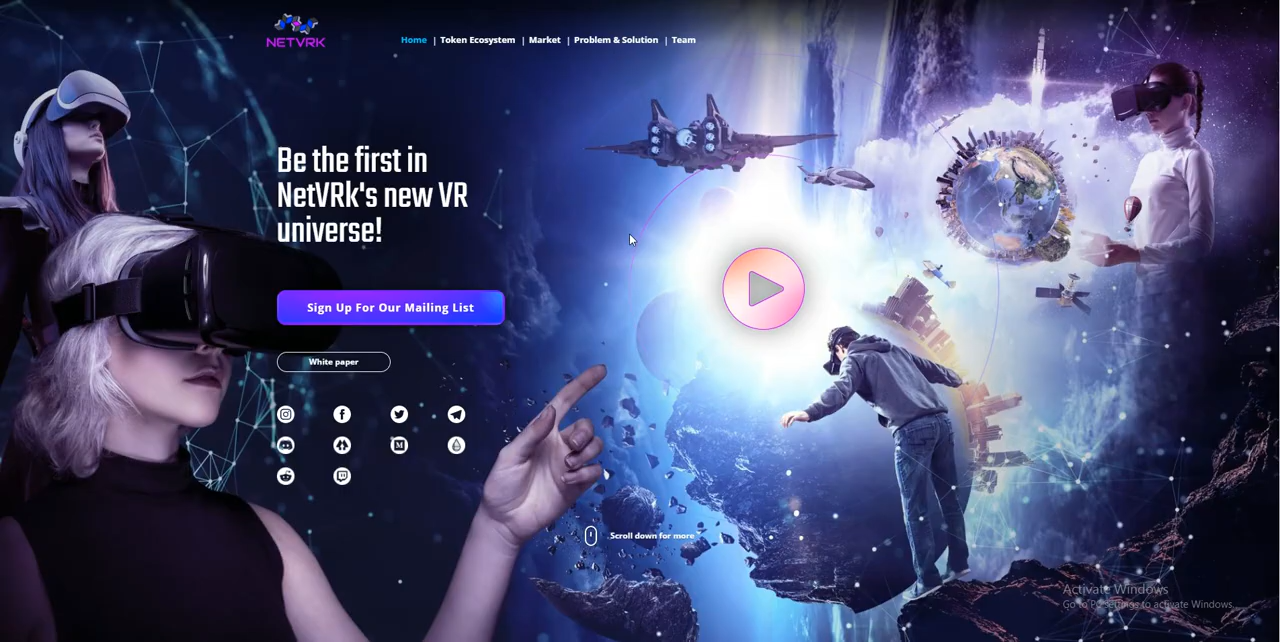 NETVRK
Home | Token Ecosystem | Market | Problem & Solution | Team
Be the first in
NetVRk's new VR
universe!
Sign Up For Our Mailing List
White paper
M
Scroll down for more
Activate Windows
Go to PC settings to activate Windows.